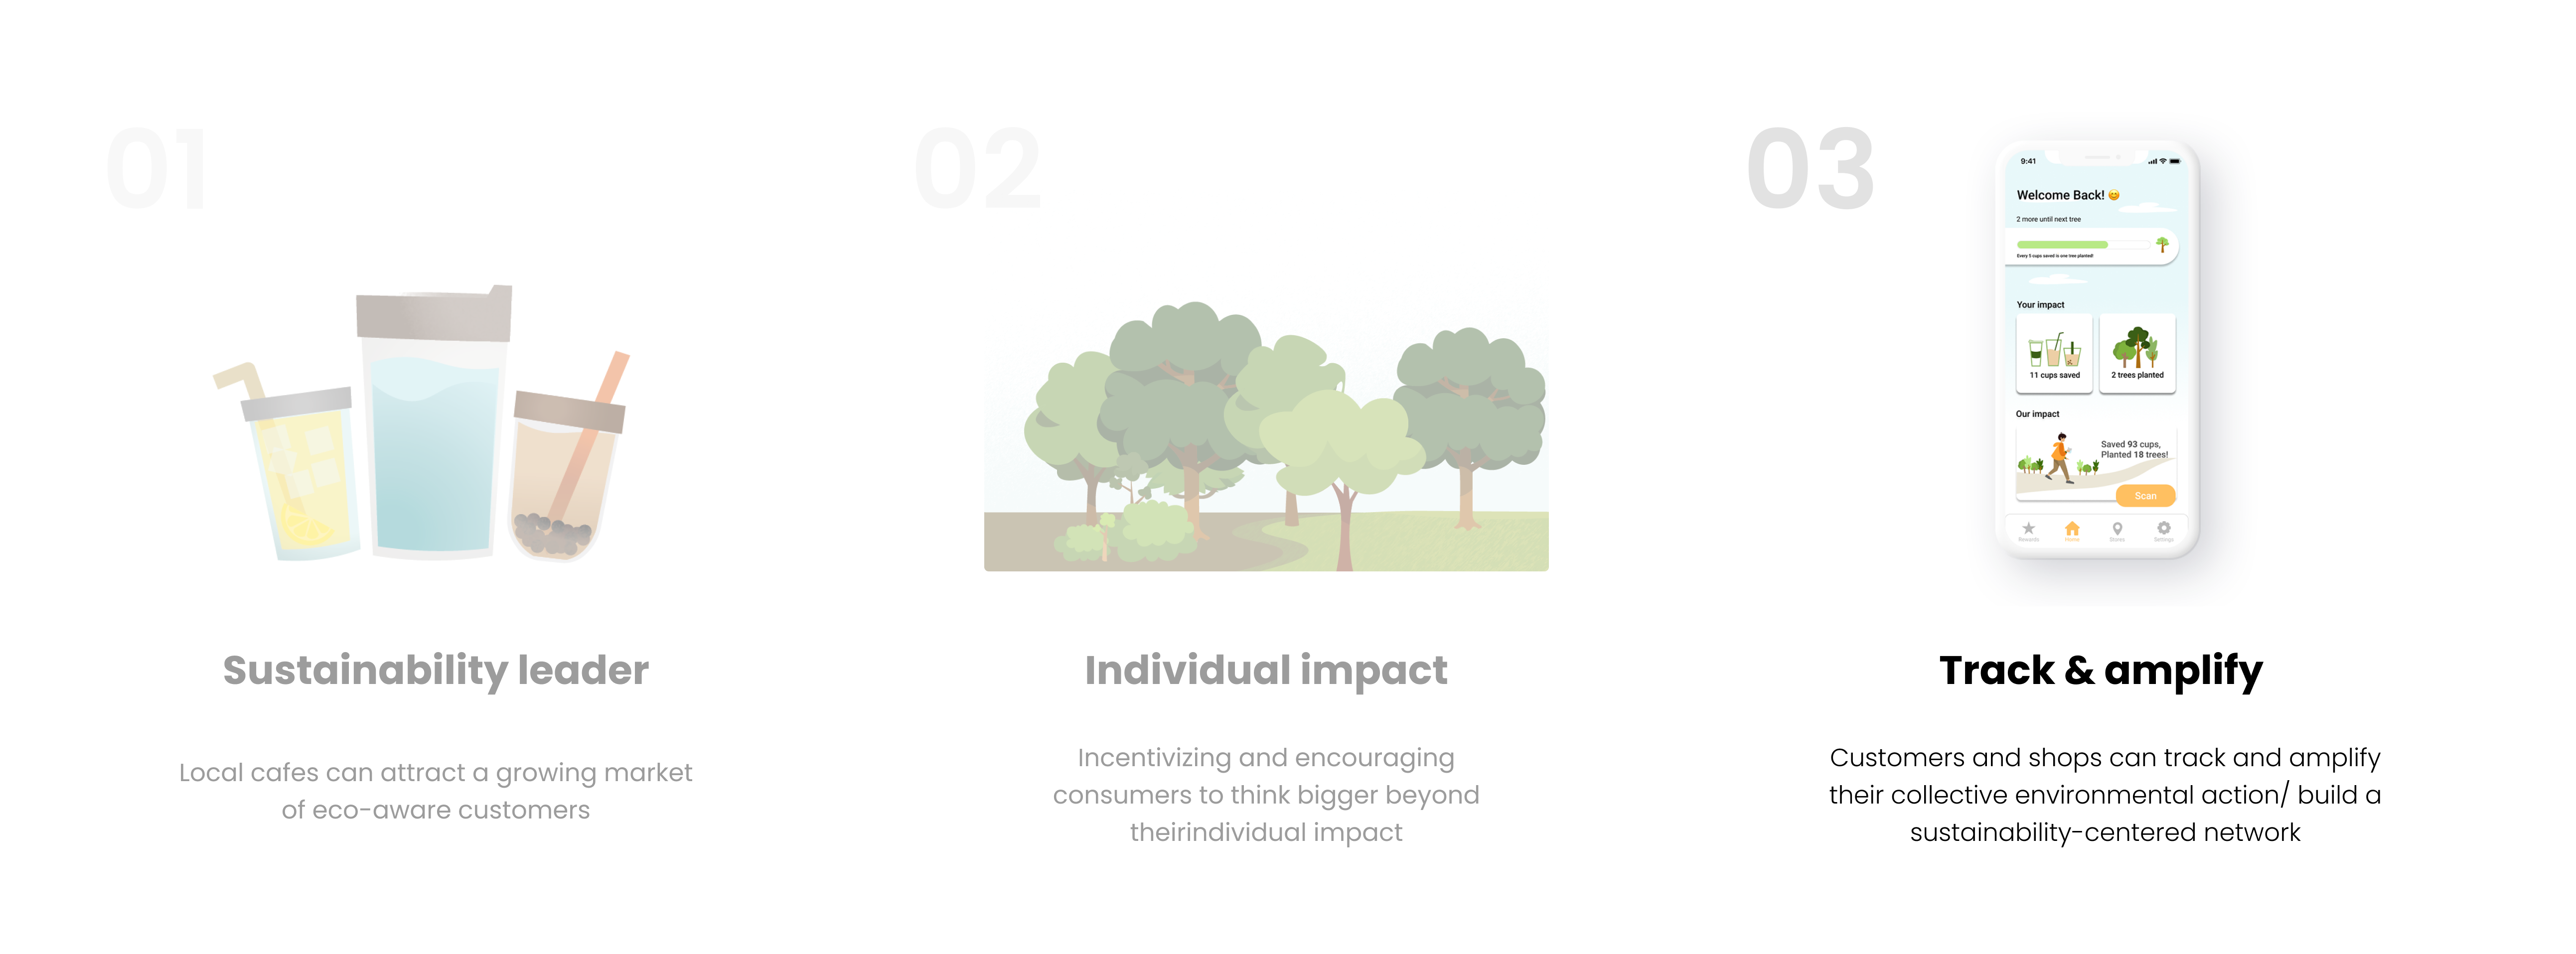 01
Sustainability leader
Local cafes can attract a growing market
of eco-aware customers
02
Individual impact
Incentivizing and encouraging
consumers to think bigger beyond
theirindividual impact
03
9:41
Welcome Back! 😊
2 more until next tree
Every 5 cups saved is one tree planted!
Your impact
11 cups saved
2 trees planted
Our impact
Saved 93 cups,
Planted 18 trees!
Scan
Rewards
Home
Stores
Settings
Track & amplify
Customers and shops can track and amplify
their collective environmental action/ build a
sustainability-centered network